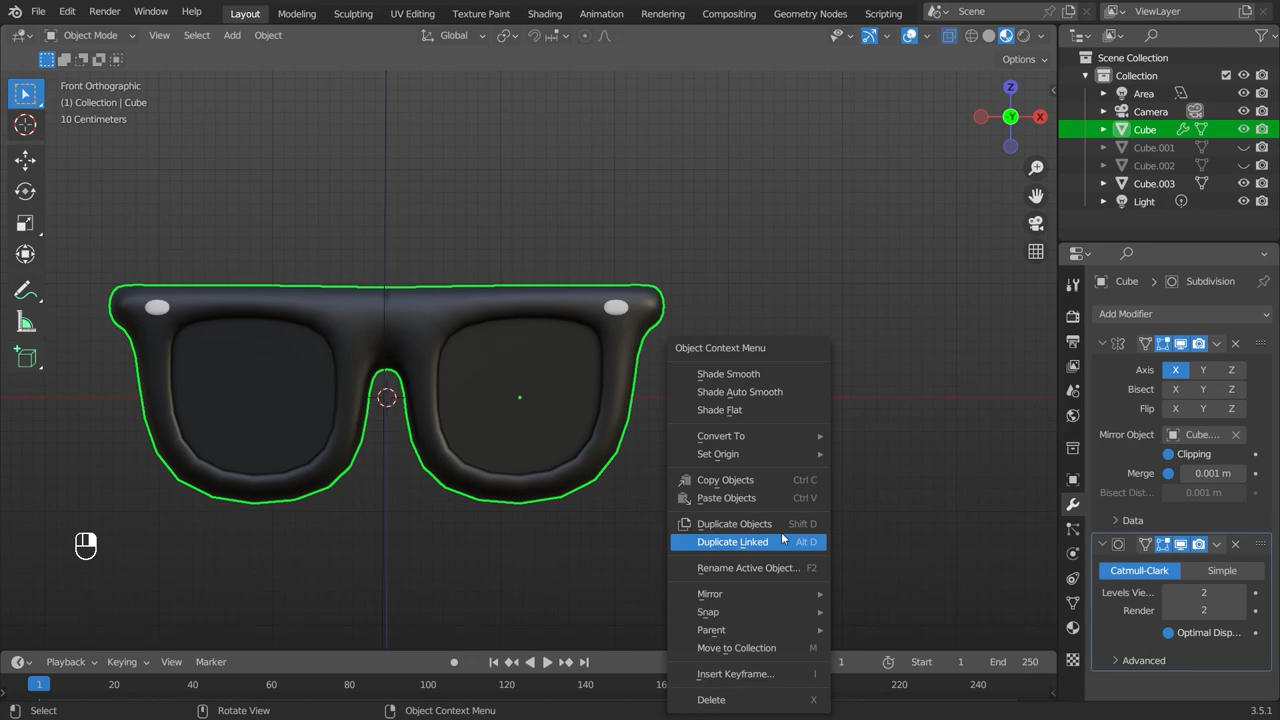 File Edit Render Window Help Layout Modeling Sculpting UV Editing Texture Paint Shading Animation Rendering Compositing Geometry Nodes Scripting Scene ViewLayer
Object Mode View Select Add Object Global
Options
Front Orthographic
(1) Collection | Cube
10 Centimeters
Z
Y
X
Object Context Menu
Shade Smooth
Shade Auto Smooth
Shade Flat
Convert To
Set Origin
Copy Objects Ctrl C
Paste Objects Ctrl V
Duplicate Objects Shift D
Duplicate Linked Alt D
Rename Active Object... F2
Mirror
Snap
Parent
Move to Collection M
Insert Keyframe... I
Delete X
Scene Collection
Collection
Area
Camera
Cube
Cube.001
Cube.002
Cube.003
Light
Cube Subdivision
Add Modifier
Axis X Y Z
Bisect X Y Z
Flip X Y Z
Mirror Object Cube....
Clipping
Merge 0.001 m
Bisect Dist... 0.001 m
Data
Catmull-Clark Simple
Levels Vie... 2
Render 2
Optimal Disp...
Advanced
Playback Keying View Marker 1 Start 1 End 250
1 20 40 60 80 100 120 140 16 220 240
Select Rotate View Object Context Menu 3.5.1